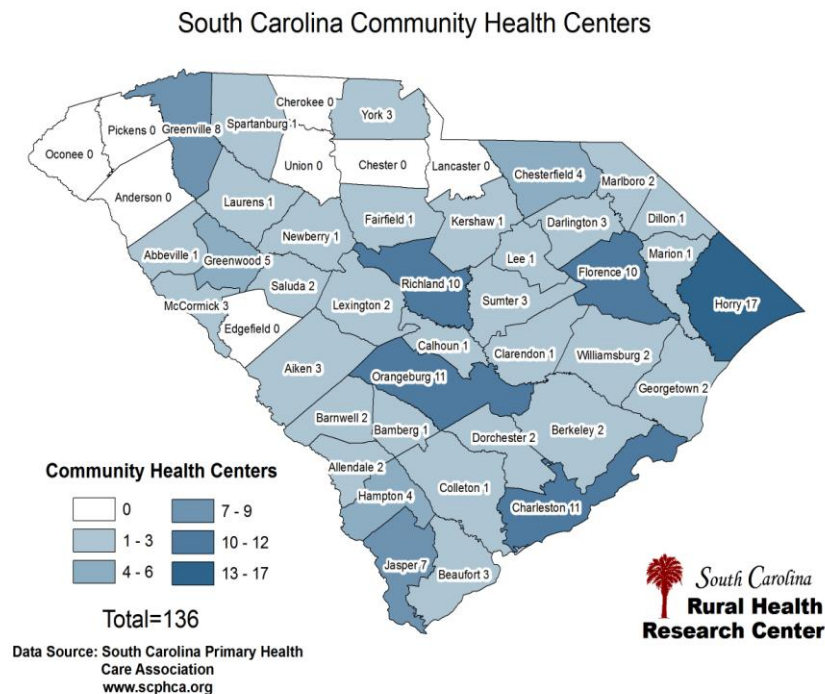 South Carolina Community Health Centers
Cherokee 0
York 3
Spartanburg 1
Greenville 8
Pickens 0
Oconee 0
Union 0
Chester 0
Lancaster 0
Chesterfield 4
Marlboro 2
Anderson 0
Laurens 1
Dillon 1
Newberry 1
Fairfield 1
Kershaw 1
Darlington 3
Abbeville 1
Greenwood 5
Lee 1
Marion 1
Florence 10
Saluda 2
Richland 10
McCormick 3
Lexington 2
Sumter 3
Horry 17
Edgefield 0
Calhoun 1
Clarendon 1
Williamsburg 2
Aiken 3
Orangeburg 11
Georgetown 2
Barnwell 2
Bamberg 1
Dorchester 2
Berkeley 2
Allendale 2
Hampton 4
Colleton 1
Charleston 11
Jasper 7
Beaufort 3
Community Health Centers
0
1 - 3
4 - 6
7 - 9
10 - 12
13 - 17
Total=136
Data Source: South Carolina Primary Health
Care Association
www.scphca.org
South Carolina
Rural Health
Research Center